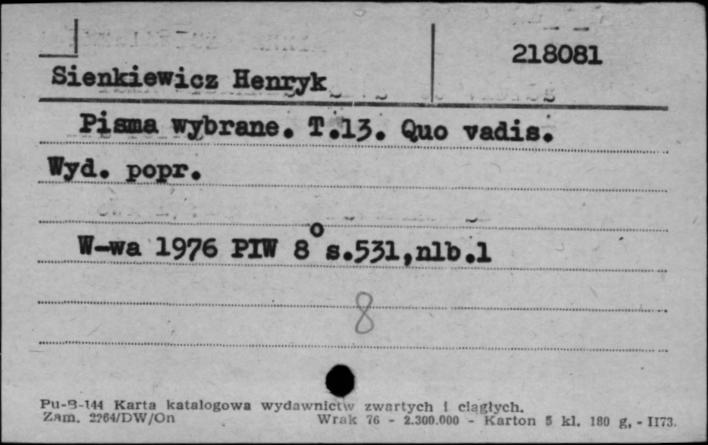 218081
Sienkiewicz Henryk
Pisma wybrane. T.13. Quo vadis.
Wyd. popr.
W-wa 1976 PIW 8° s.531,nlb.1
8
Pu-B-144 Karta katalogowa wydawnictw zwartych i ciągłych.
Zam. 2264/DW/On Wrak 76 - 2.300.000 - Karton 5 kl. 180 g, - II73.